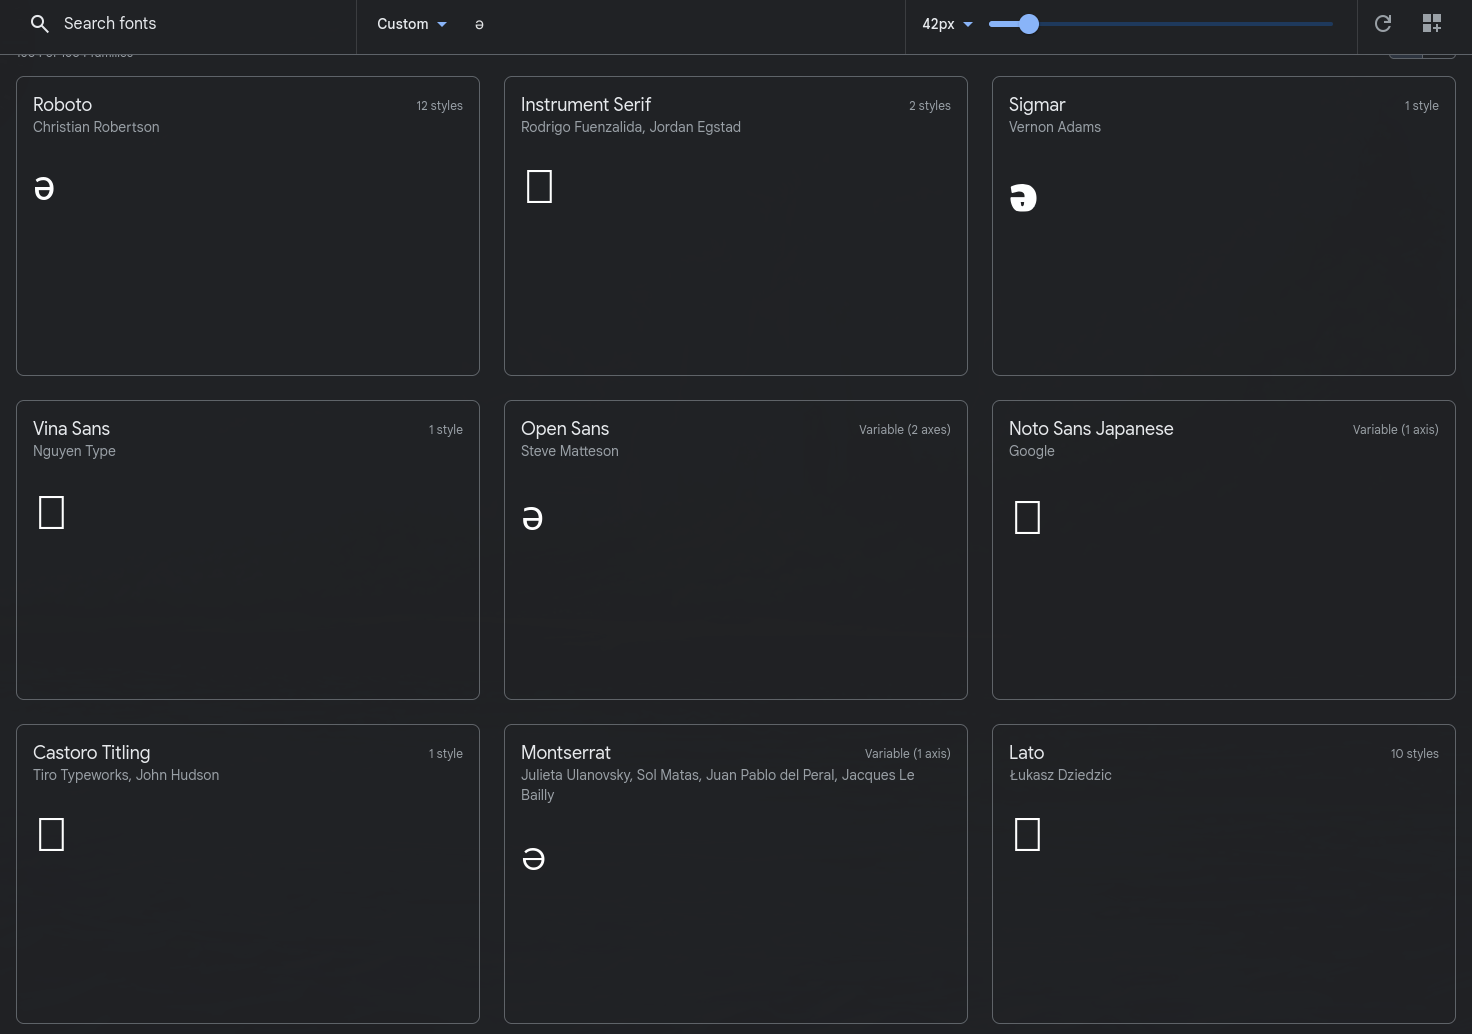 Search fonts
Custom
ə
42px
Roboto
12 styles
Christian Robertson
ə
Instrument Serif
2 styles
Rodrigo Fuenzalida, Jordan Egstad
Sigmar
1 style
Vernon Adams
ə
Vina Sans
1 style
Nguyen Type
Open Sans
Variable (2 axes)
Steve Matteson
ə
Noto Sans Japanese
Variable (1 axis)
Google
Castoro Titling
1 style
Tiro Typeworks, John Hudson
Montserrat
Variable (1 axis)
Julieta Ulanovsky, Sol Matas, Juan Pablo del Peral, Jacques Le
Bailly
ə
Lato
10 styles
Łukasz Dziedzic